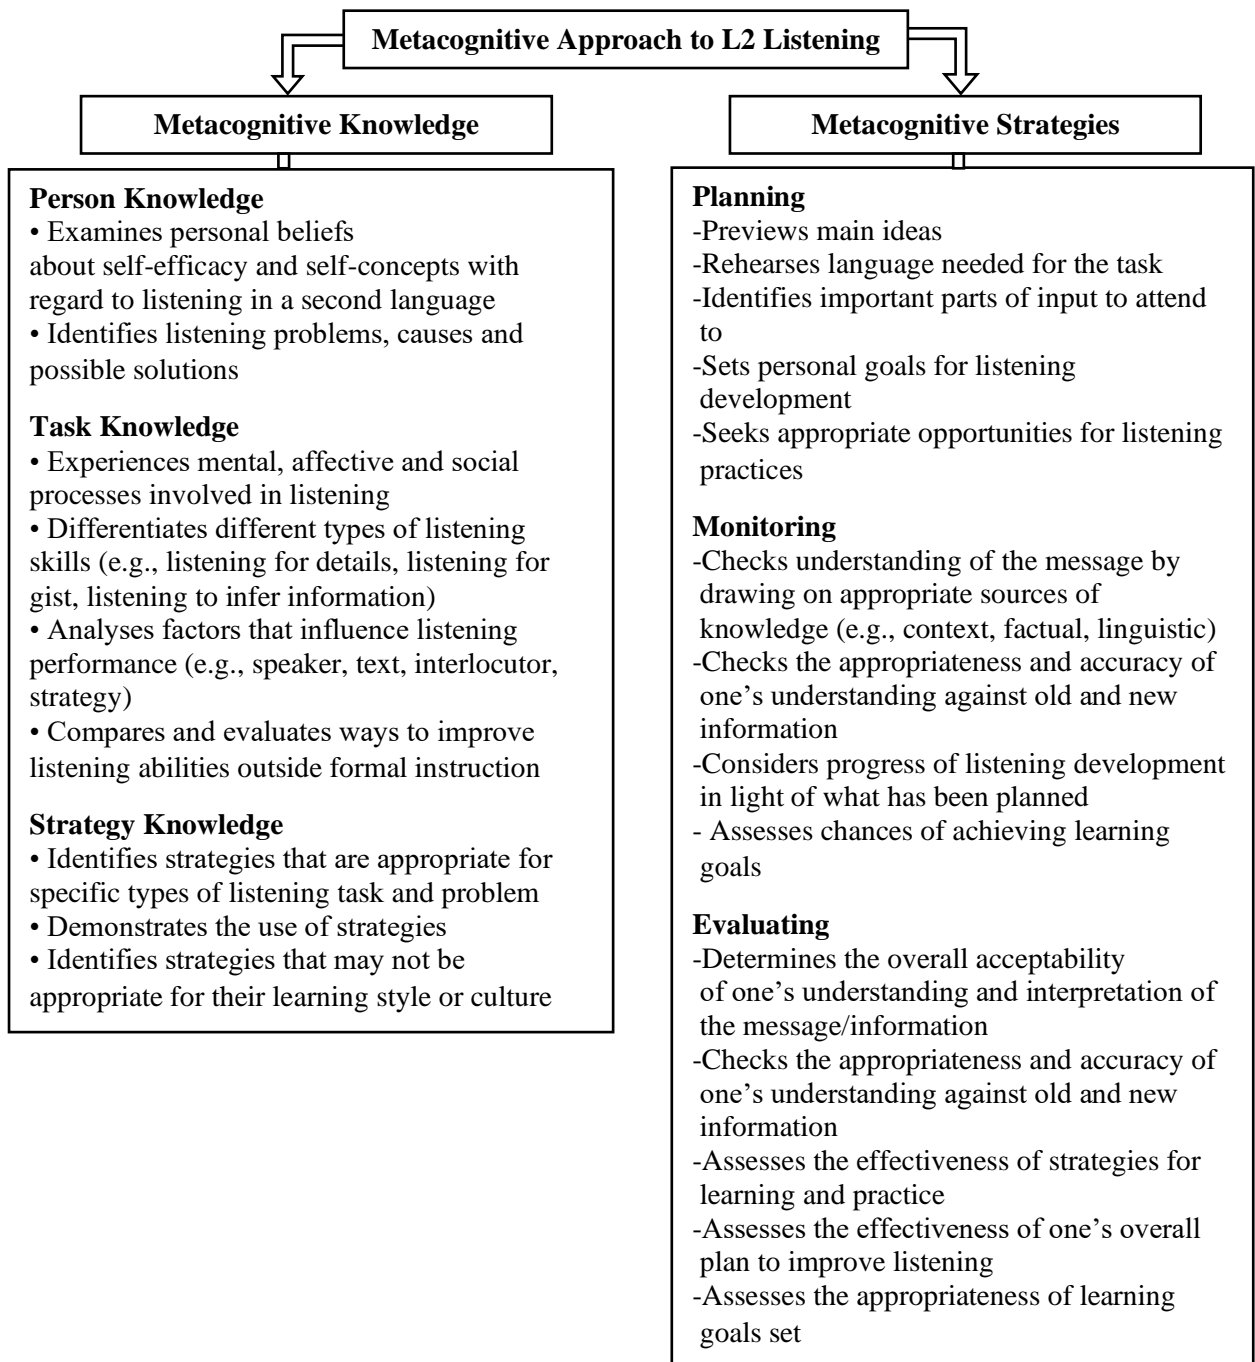 Metacognitive Approach to L2 Listening
Metacognitive Knowledge
Person Knowledge
• Examines personal beliefs
about self-efficacy and self-concepts with
regard to listening in a second language
• Identifies listening problems, causes and
possible solutions
Task Knowledge
• Experiences mental, affective and social
processes involved in listening
• Differentiates different types of listening
skills (e.g., listening for details, listening for
gist, listening to infer information)
• Analyses factors that influence listening
performance (e.g., speaker, text, interlocutor,
strategy)
• Compares and evaluates ways to improve
listening abilities outside formal instruction
Strategy Knowledge
• Identifies strategies that are appropriate for
specific types of listening task and problem
• Demonstrates the use of strategies
• Identifies strategies that may not be
appropriate for their learning style or culture
Metacognitive Strategies
Planning
-Previews main ideas
-Rehearses language needed for the task
-Identifies important parts of input to attend
to
-Sets personal goals for listening
development
-Seeks appropriate opportunities for listening
practices
Monitoring
-Checks understanding of the message by
drawing on appropriate sources of
knowledge (e.g., context, factual, linguistic)
-Checks the appropriateness and accuracy of
one’s understanding against old and new
information
-Considers progress of listening development
in light of what has been planned
- Assesses chances of achieving learning
goals
Evaluating
-Determines the overall acceptability
of one’s understanding and interpretation of
the message/information
-Checks the appropriateness and accuracy of
one’s understanding against old and new
information
-Assesses the effectiveness of strategies for
learning and practice
-Assesses the effectiveness of one’s overall
plan to improve listening
-Assesses the appropriateness of learning
goals set